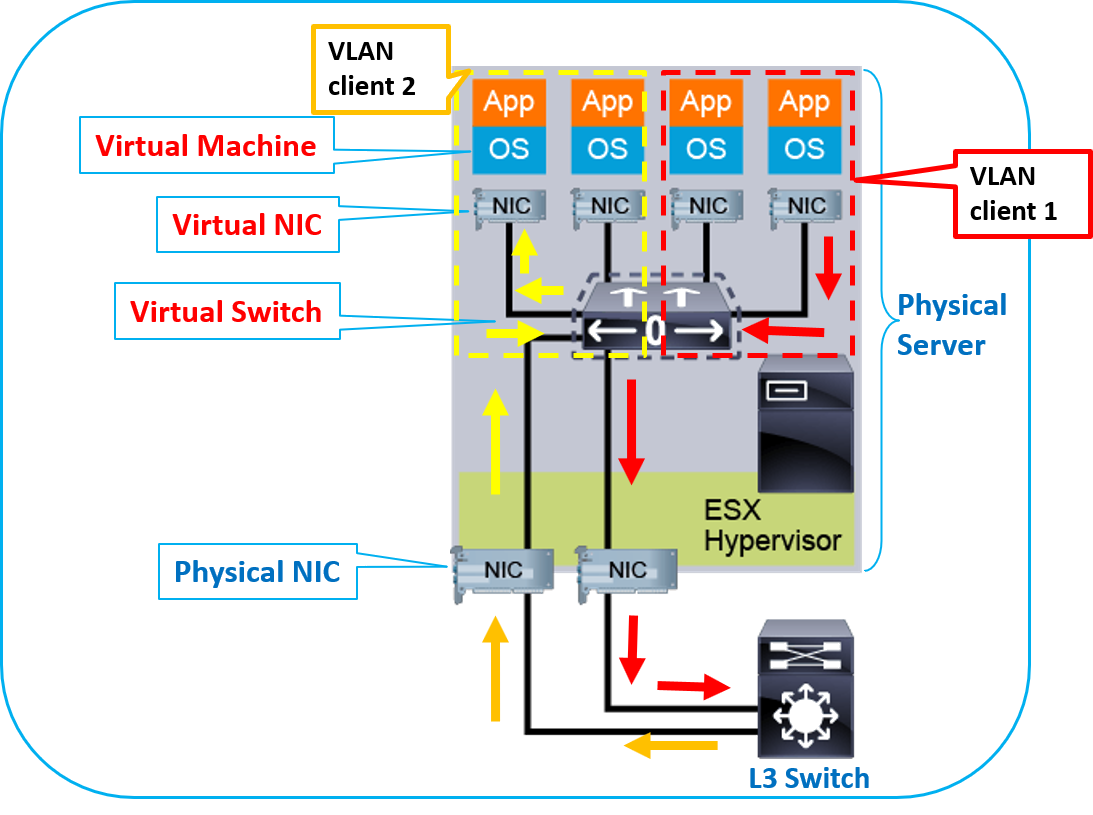 VLAN
client 2
App
App
App
App
Virtual Machine
OS
OS
OS
OS
VLAN
client 1
Virtual NIC
NIC
NIC
NIC
NIC
Virtual Switch
Physical
Server
ESX
Hypervisor
Physical NIC
NIC
NIC
L3 Switch